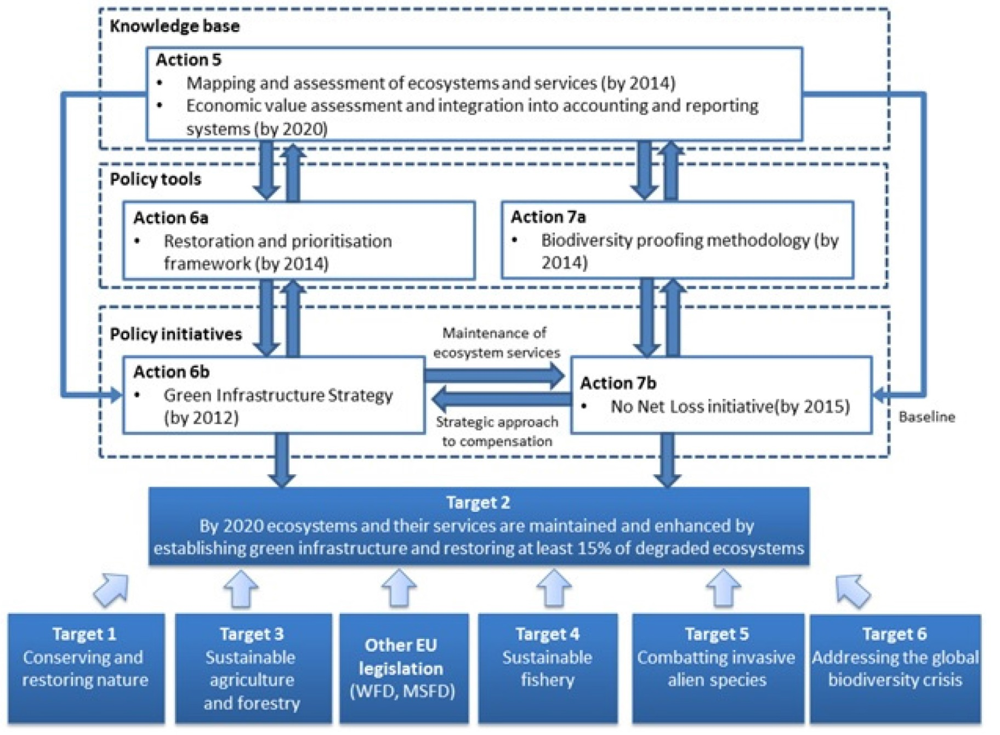 Knowledge base
Action 5
• Mapping and assessment of ecosystems and services (by 2014)
• Economic value assessment and integration into accounting and reporting
systems (by 2020)
Policy tools
Action 6a
• Restoration and prioritisation
framework (by 2014)
Action 7a
• Biodiversity proofing methodology (by
2014)
Policy initiatives
Maintenance of
ecosystem services
Action 6b
• Green Infrastructure Strategy
(by 2012)
Action 7b
• No Net Loss initiative(by 2015)
Strategic approach
to compensation
Baseline
Target 2
By 2020 ecosystems and their services are maintained and enhanced by
establishing green infrastructure and restoring at least 15% of degraded ecosystems
Target 1
Conserving and
restoring nature
Target 3
Sustainable
agriculture
and forestry
Other EU
legislation
(WFD, MSFD)
Target 4
Sustainable
fishery
Target 5
Combatting invasive
alien species
Target 6
Addressing the global
biodiversity crisis